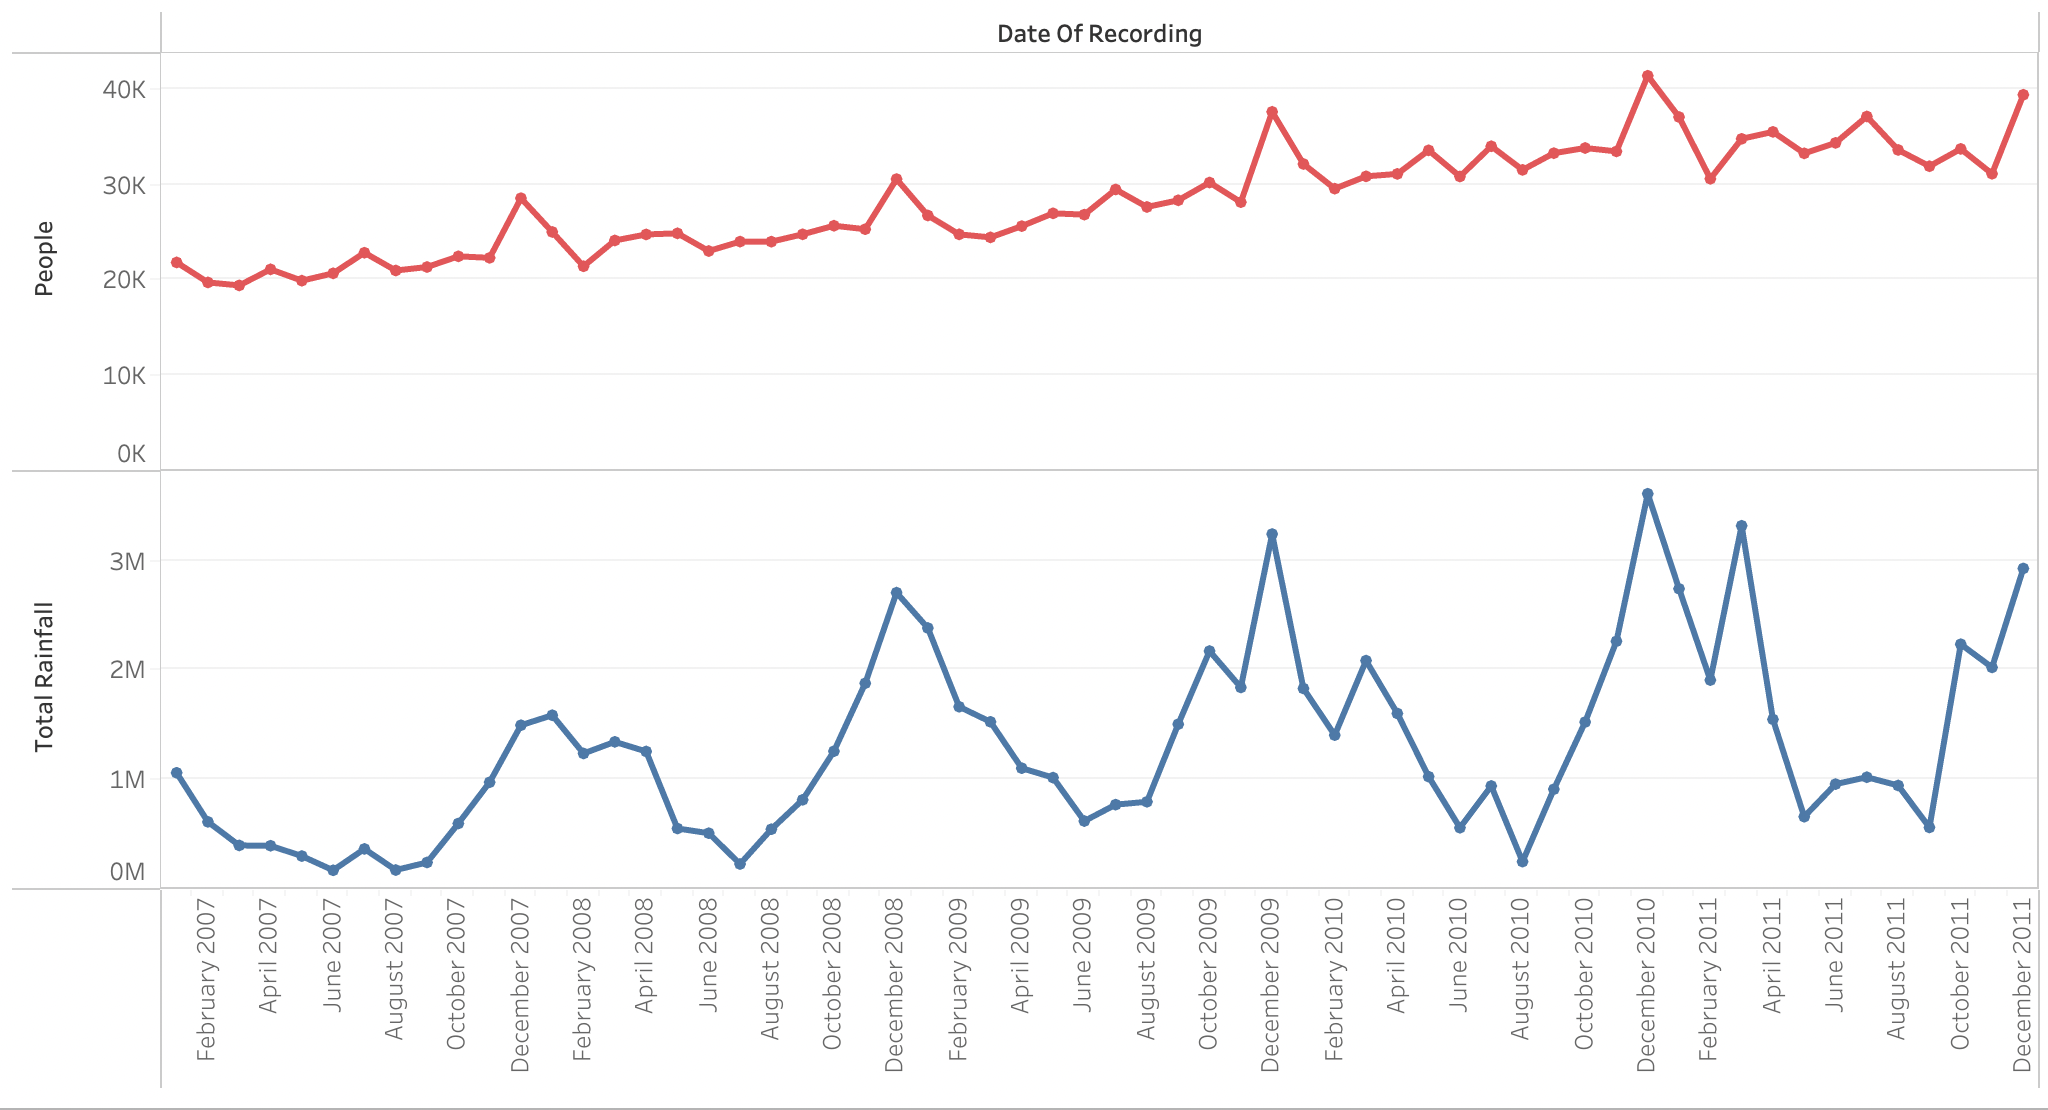 Date Of Recording
People
40K
30K
20K
10K
0K
Total Rainfall
3M
2M
1M
0M
February 2007
April 2007
June 2007
August 2007
October 2007
December 2007
February 2008
April 2008
June 2008
August 2008
October 2008
December 2008
February 2009
April 2009
June 2009
August 2009
October 2009
December 2009
February 2010
April 2010
June 2010
August 2010
October 2010
December 2010
February 2011
April 2011
June 2011
August 2011
October 2011
December 2011